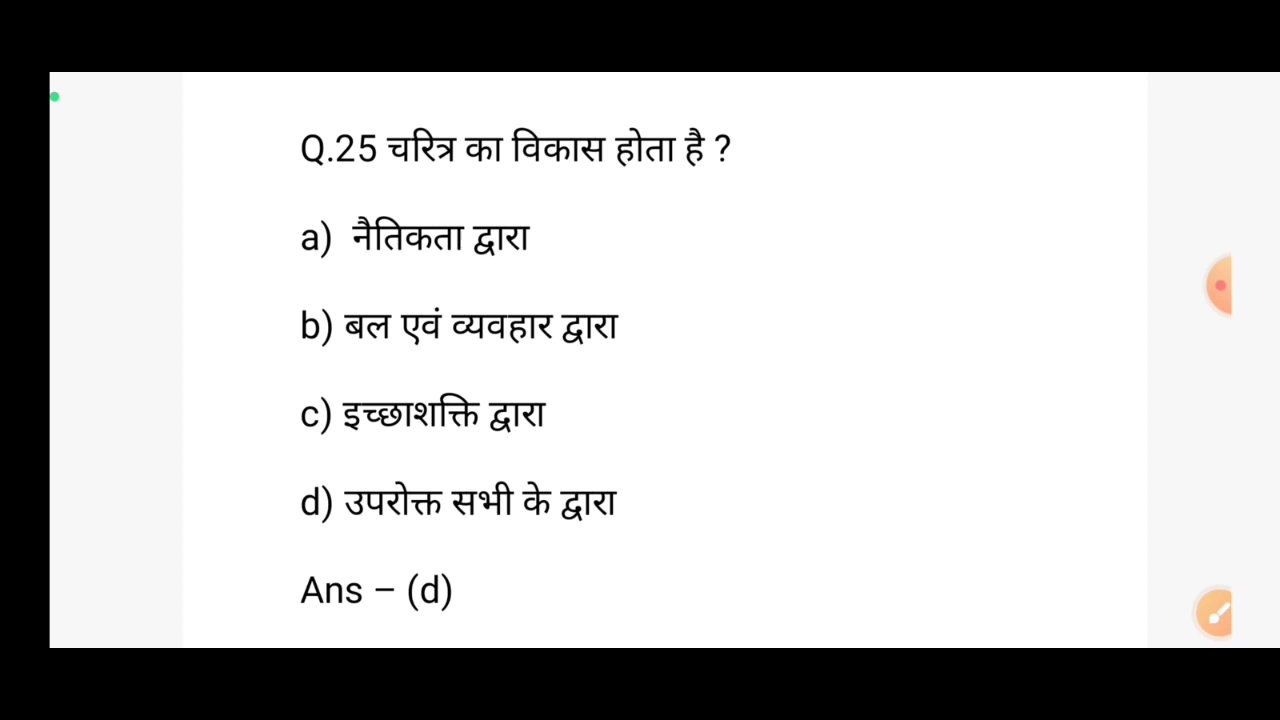 Q.25 चरित्र का विकास होता है ?
a) नैतिकता द्वारा
b) बल एवं व्यवहार द्वारा
c) इच्छाशक्ति द्वारा
d) उपरोक्त सभी के द्वारा
Ans – (d)